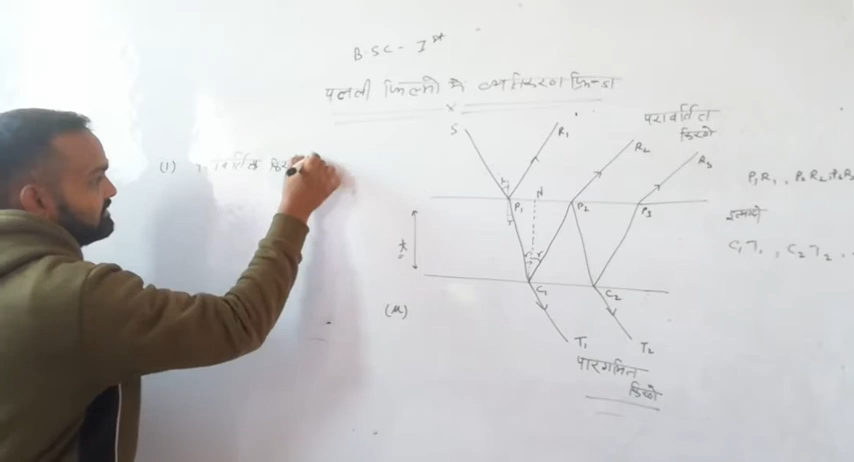 B.SC - I st
पतली फिल्मों में व्यतिकरण फ्रिन्जे
(1) परावर्तित
S
R₁
परावर्तित
किरणे
R₂
R₃
P₁R₁, P₂R₂, P₃R₃
N
P₁
P₂
P₃
इत्यादि
C₁T₁, C₂T₂,
r r
C₁
C₂
(μ)
T₁
T₂
पारगमित
किरणे